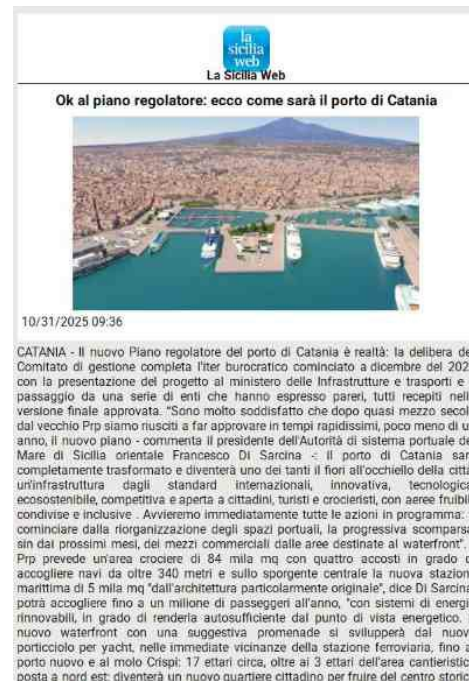 la
sicilia
web
La Sicilia Web
Ok al piano regolatore: ecco come sarà il porto di Catania
10/31/2025 09:36
CATANIA - Il nuovo Piano regolatore del porto di Catania è realtà: la delibera de
Comitato di gestione completa l'iter burocratico cominciato a dicembre del 202
con la presentazione del progetto al ministero delle Infrastrutture e trasporti e
passaggio da una serie di enti che hanno espresso pareri, tutti recepiti nell
versione finale approvata. "Sono molto soddisfatto che dopo quasi mezzo secol
dal vecchio Prp siamo riusciti a far approvare in tempi rapidissimi, poco meno di u
anno, il nuovo piano - commenta il presidente dell'Autorità di sistema portuale de
Mare di Sicilia orientale Francesco Di Sarcina -: il porto di Catania sar
completamente trasformato e diventerà uno dei tanti il fiori all'occhiello della citt
un'infrastruttura dagli standard internazionali, innovativa, tecnologica
ecosostenibile, competitiva e aperta a cittadini, turisti e crocieristi, con aeree fruibil
condivise e inclusive . Avvieremo immediatamente tutte le azioni in programma:
cominciare dalla riorganizzazione degli spazi portuali, la progressiva scomparsa
sin dai prossimi mesi, dei mezzi commerciali dalle aree destinate al waterfront".
Prp prevede un'area crociere di 84 mila mq con quattro accosti in grado d
accogliere navi da oltre 340 metri e sullo sporgente centrale la nuova stazion
marittima di 5 mila mq "dall'architettura particolarmente originale", dice Di Sarcina
potrà accogliere fino a un milione di passeggeri all'anno, "con sistemi di energi
rinnovabili, in grado di renderla autosufficiente dal punto di vista energetico.
nuovo waterfront con una suggestiva promenade si svilupperà dal nuov
porticciolo per yacht, nelle immediate vicinanze della stazione ferroviaria, fino a
porto nuovo e al molo Crispi: 17 ettari circa, oltre ai 3 ettari dell'area cantieristic
posta a nord est: diventerà un nuovo quartiere cittadino per fruire del centro storic